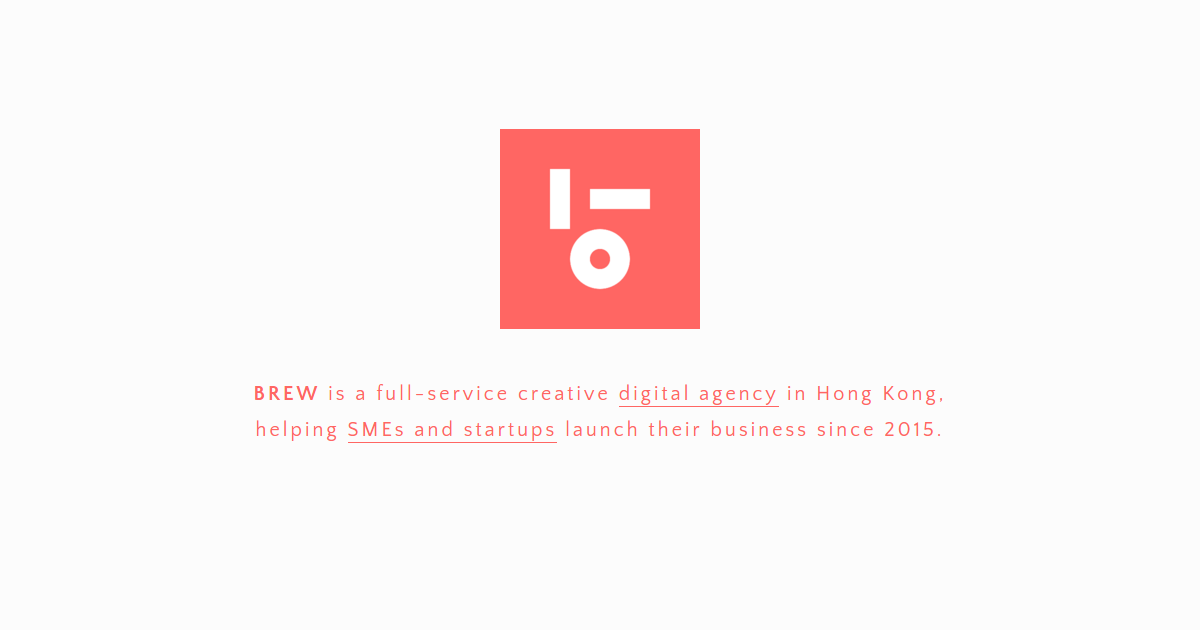 BREW is a full-service creative digital agency in Hong Kong,
helping SMEs and startups launch their business since 2015.